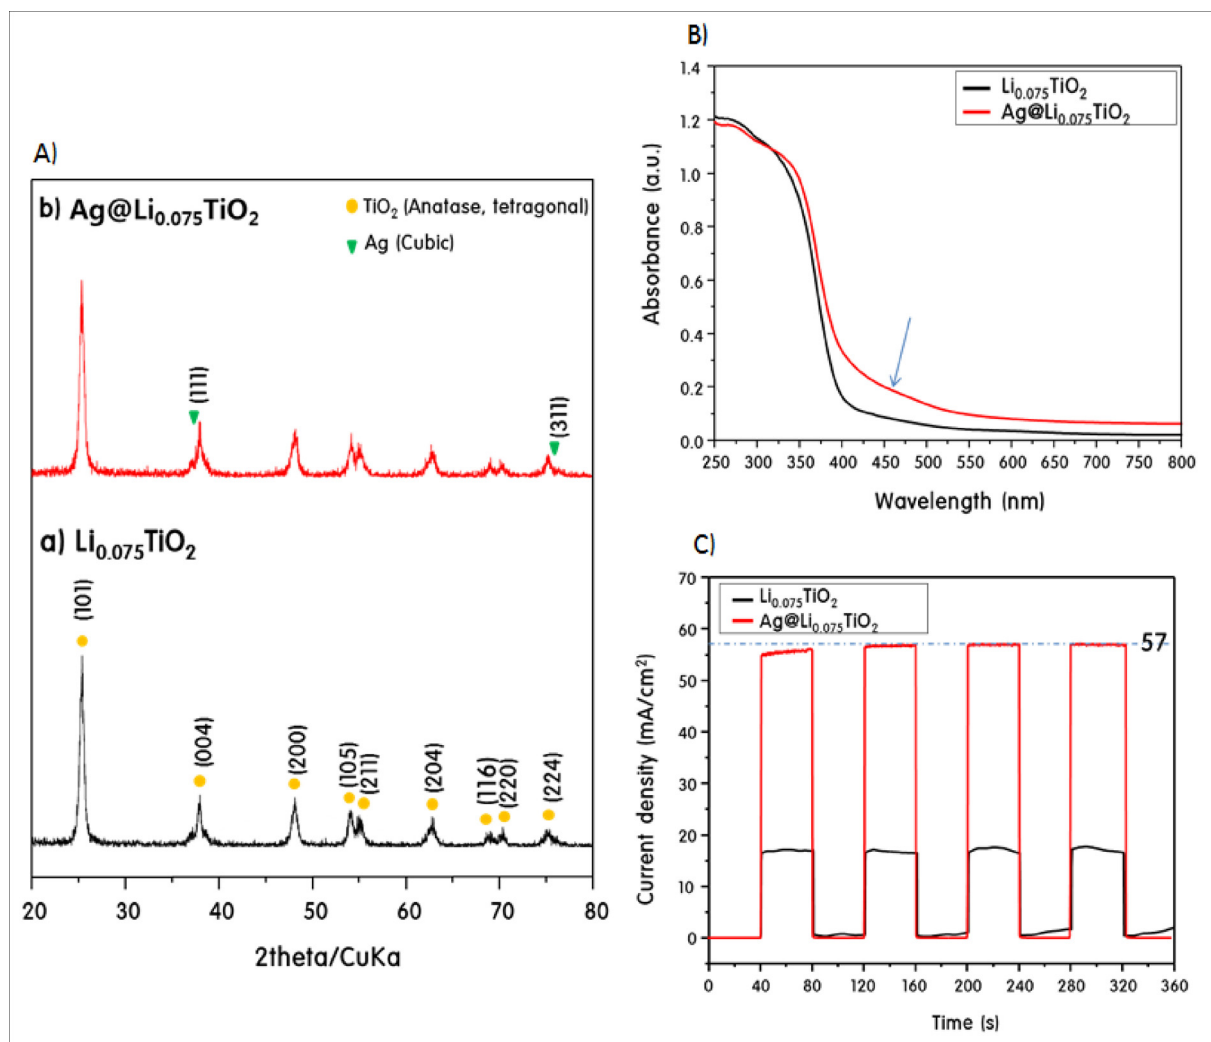 A)
b) Ag@Li0.075TiO2
TiO2 (Anatase, tetragonal)
Ag (Cubic)
(111)
(311)
a) Li0.075TiO2
(101)
(004)
(200)
(105)
(211)
(204)
(116)
(220)
(224)
20 30 40 50 60 70 80
2theta/CuKa
B)
1.4
1.2
1.0
0.8
0.6
0.4
0.2
0.0
Absorbance (a.u.)
Li0.075TiO2
Ag@Li0.075TiO2
250 300 350 400 450 500 550 600 650 700 750 800
Wavelength (nm)
C)
70
60
50
40
30
20
10
0
Current density (mA/cm2)
Li0.075TiO2
Ag@Li0.075TiO2
57
0 40 80 120 160 200 240 280 320 360
Time (s)